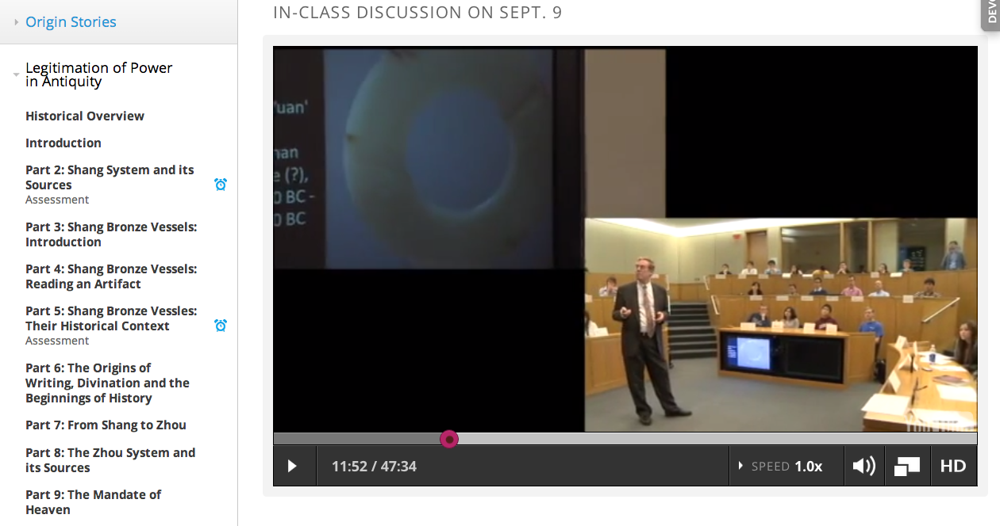 Origin Stories
Legitimation of Power
in Antiquity
Historical Overview
Introduction
Part 2: Shang System and its
Sources
Assessment
Part 3: Shang Bronze Vessels:
Introduction
Part 4: Shang Bronze Vessels:
Reading an Artifact
Part 5: Shang Bronze Vessles:
Their Historical Context
Assessment
Part 6: The Origins of
Writing, Divination and the
Beginnings of History
Part 7: From Shang to Zhou
Part 8: The Zhou System and
its Sources
Part 9: The Mandate of
Heaven
IN-CLASS DISCUSSION ON SEPT. 9
DEV
uan'
han
e (?),
0 BC -
0 BC
11:52 / 47:34
SPEED 1.0x
HD